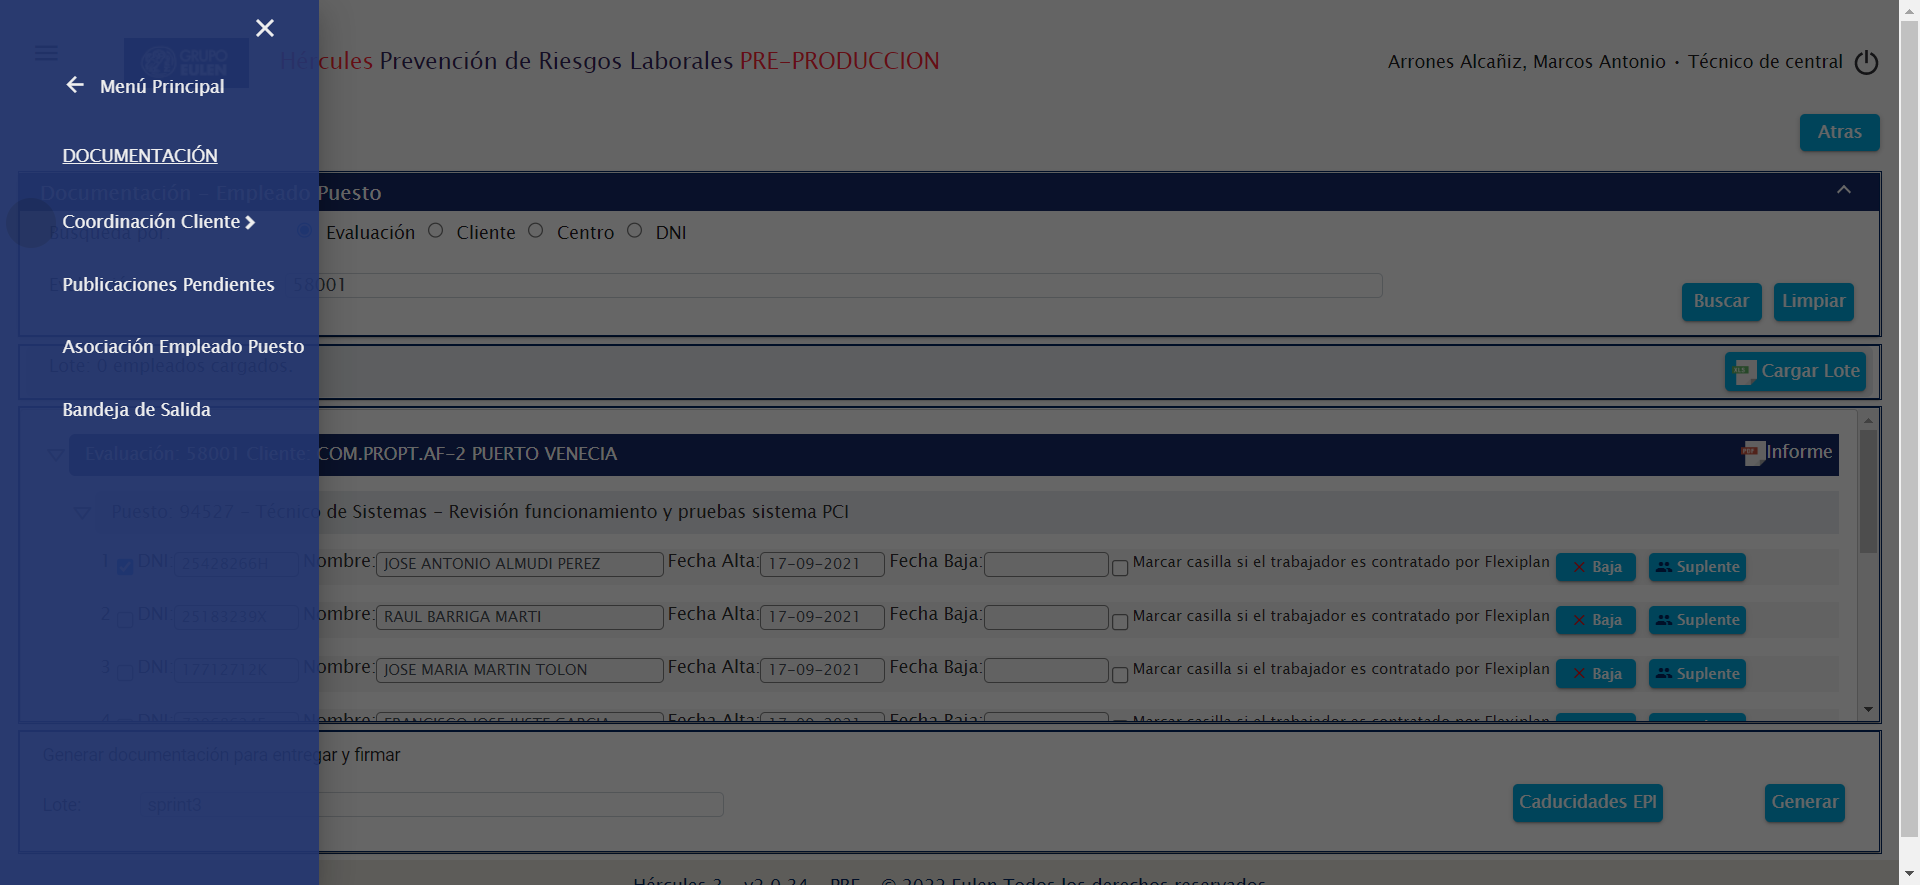 GRUPO EULEN
Hércules Prevención de Riesgos Laborales PRE-PRODUCCION
Arrones Alcañiz, Marcos Antonio · Técnico de central
Menú Principal
Atras
DOCUMENTACIÓN
Documentación - Empleado Puesto
Coordinación Cliente
Búsqueda por
Evaluación Cliente Centro DNI
Publicaciones Pendientes
58001
Buscar Limpiar
Asociación Empleado Puesto
Lote: 0 empleados cargados.
Cargar Lote
Bandeja de Salida
Evaluación 58001 Cliente COM.PROPT.AF-2 PUERTO VENECIA
Informe
Puesto 94527 - Técnico de Sistemas - Revisión funcionamiento y pruebas sistema PCI
1 DNI 25428266H Nombre: JOSE ANTONIO ALMUDI PEREZ Fecha Alta: 17-09-2021 Fecha Baja: Marcar casilla si el trabajador es contratado por Flexiplan Baja Suplente
2 DNI 25183239X Nombre: RAUL BARRIGA MARTI Fecha Alta: 17-09-2021 Fecha Baja: Marcar casilla si el trabajador es contratado por Flexiplan Baja Suplente
3 DNI 17712712K Nombre: JOSE MARIA MARTIN TOLON Fecha Alta: 17-09-2021 Fecha Baja: Marcar casilla si el trabajador es contratado por Flexiplan Baja Suplente
4 DNI Nombre: FRANCISCO JOSE JUSTE GARCIA Fecha Alta: 17-09-2021 Fecha Baja: Marcar casilla si el trabajador es contratado por Flexiplan
Generar documentación para entregar y firmar
Lote: sprint3
Caducidades EPI Generar
Hércules 3 - v2.0.34 - PRE - © 2022 Eulen Todos los derechos reservados